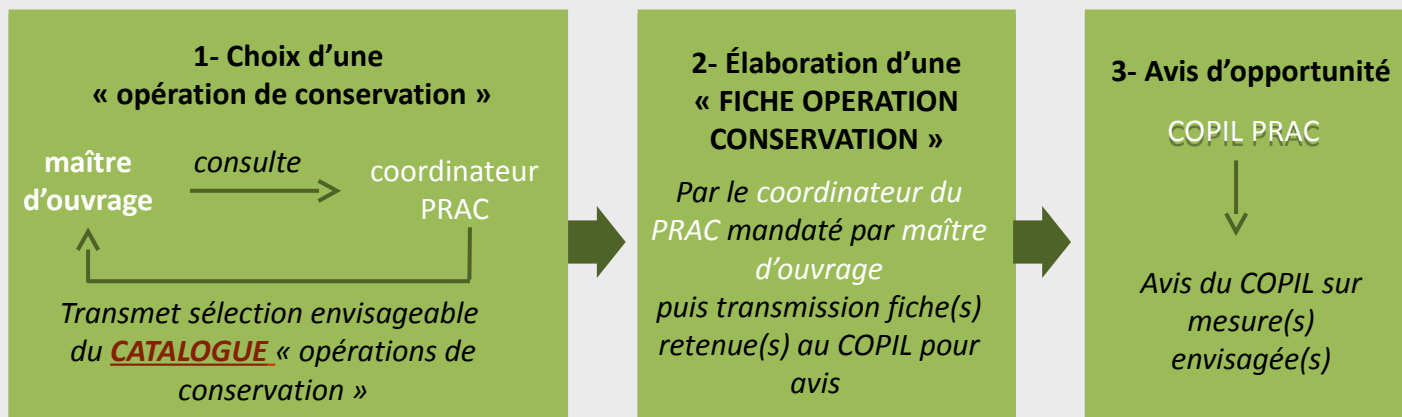 1- Choix d’une
« opération de conservation »
maître
d’ouvrage
consulte
coordinateur
PRAC
Transmet sélection envisageable
du CATALOGUE « opérations de
conservation »
2- Élaboration d’une
« FICHE OPERATION
CONSERVATION »
Par le coordinateur du
PRAC mandaté par maître
d’ouvrage
puis transmission fiche(s)
retenue(s) au COPIL pour
avis
3- Avis d’opportunité
COPIL PRAC
Avis du COPIL sur
mesure(s)
envisagée(s)